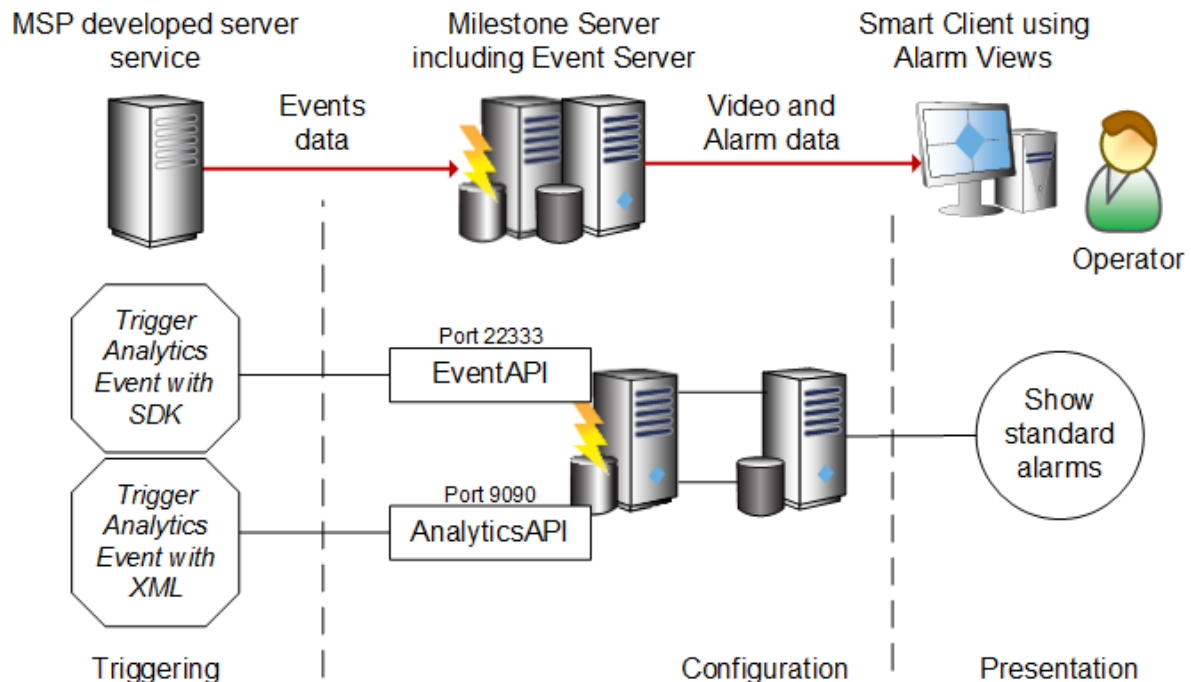 MSP developed server
service
Milestone Server
including Event Server
Smart Client using
Alarm Views
Events
data
Video and
Alarm data
Operator
Trigger
Analytics
Event with
SDK
Port 22333
EventAPI
Show
standard
alarms
Trigger
Analytics
Event with
XML
Port 9090
AnalyticsAPI
Triggering
Configuration
Presentation